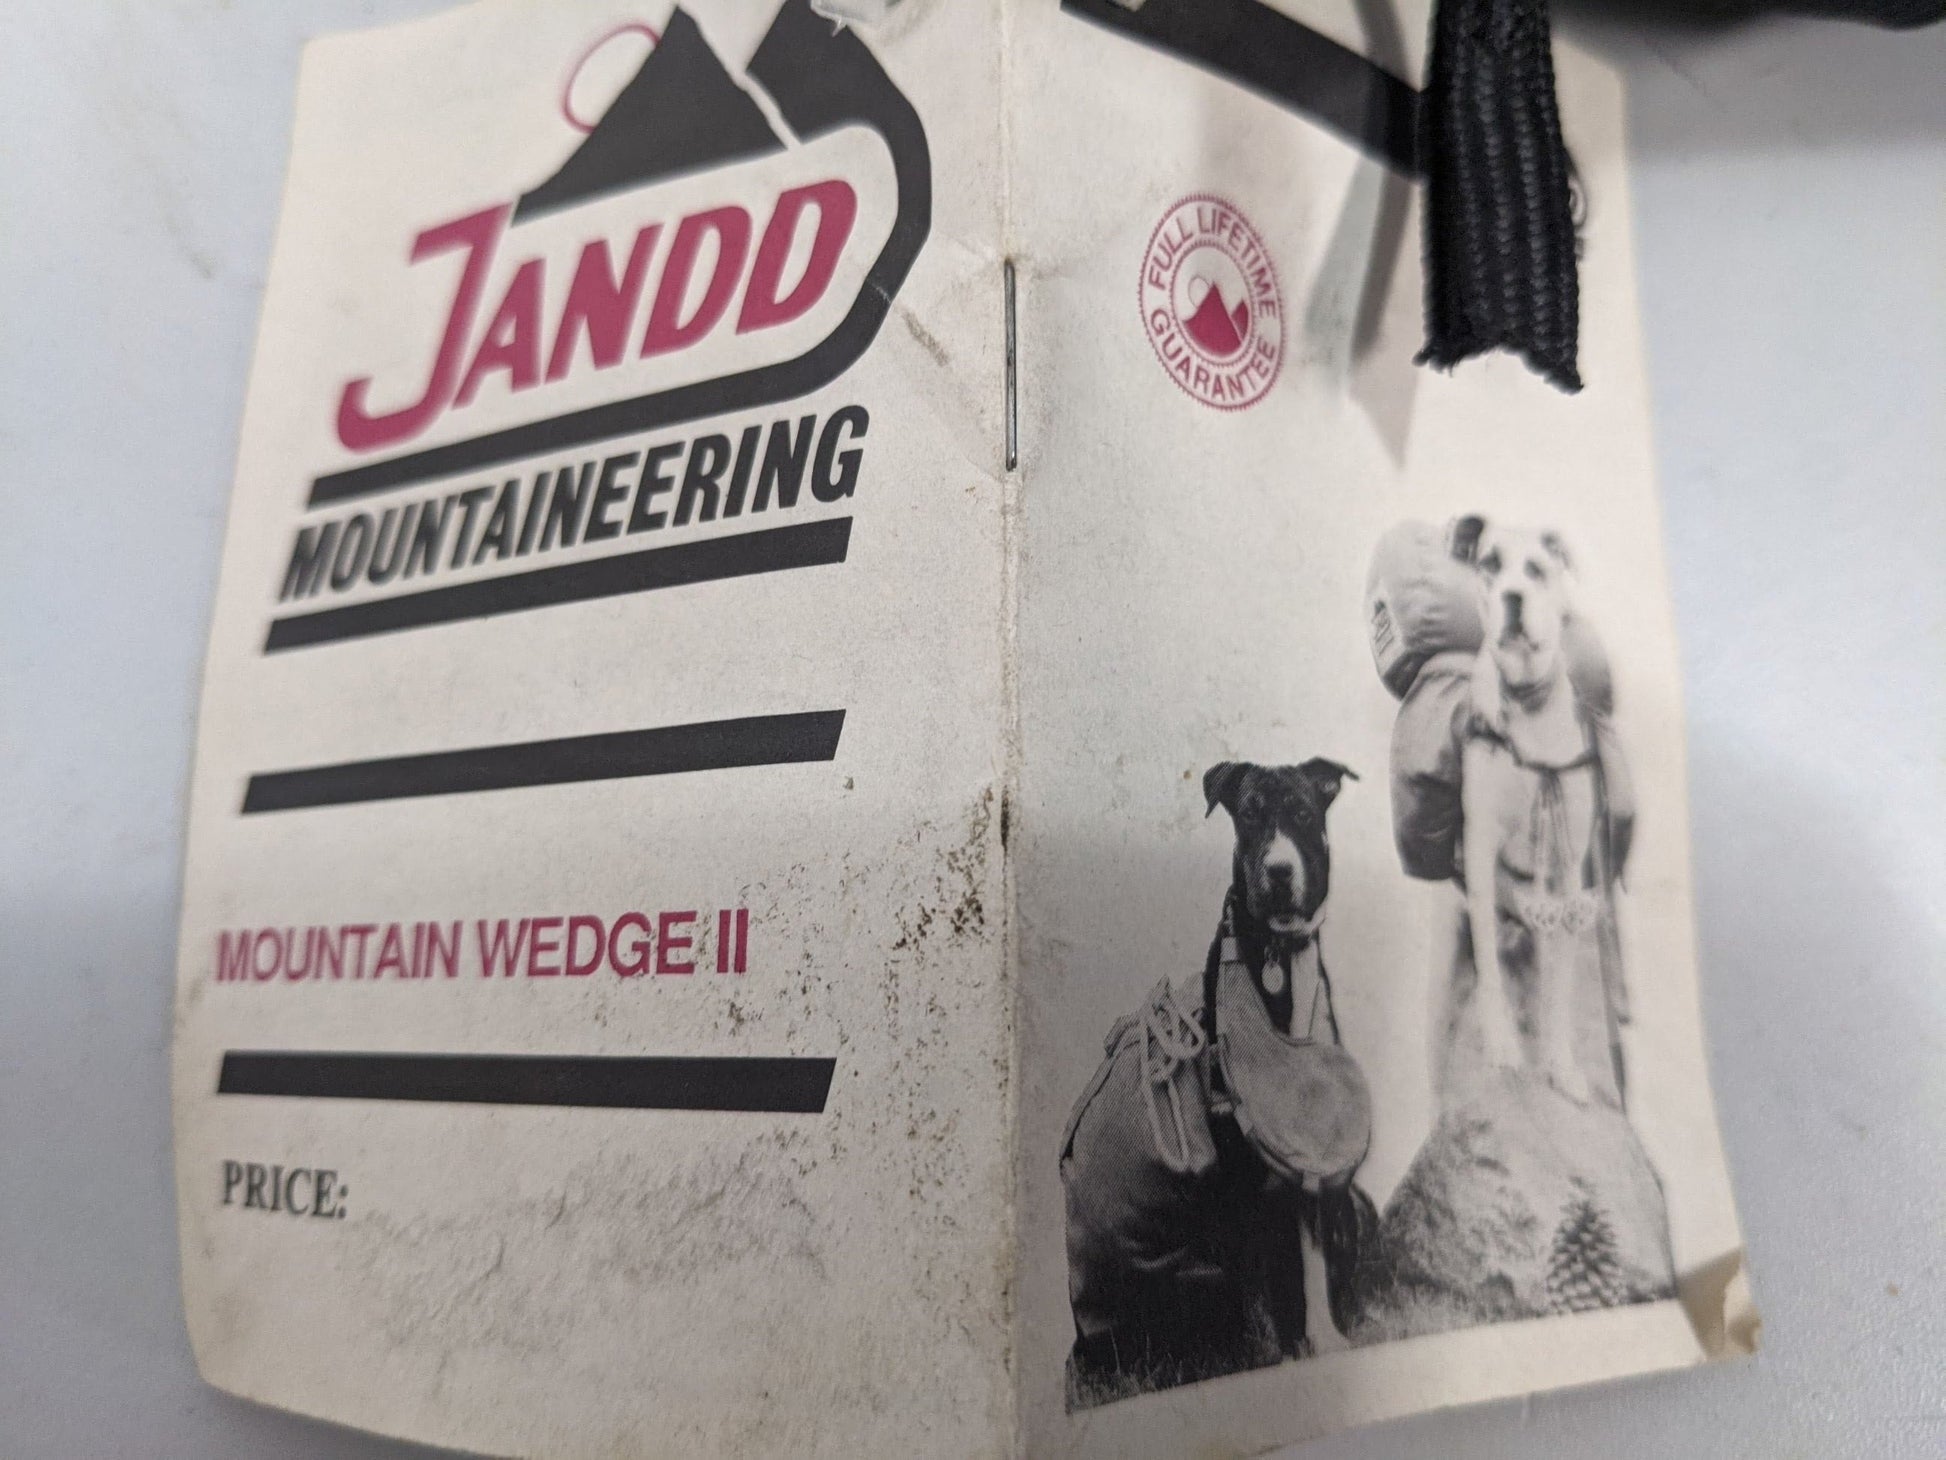 JANDD
MOUNTAINEERING
MOUNTAIN WEDGE II
PRICE:
FULL LIFETIME
GUARANTEE